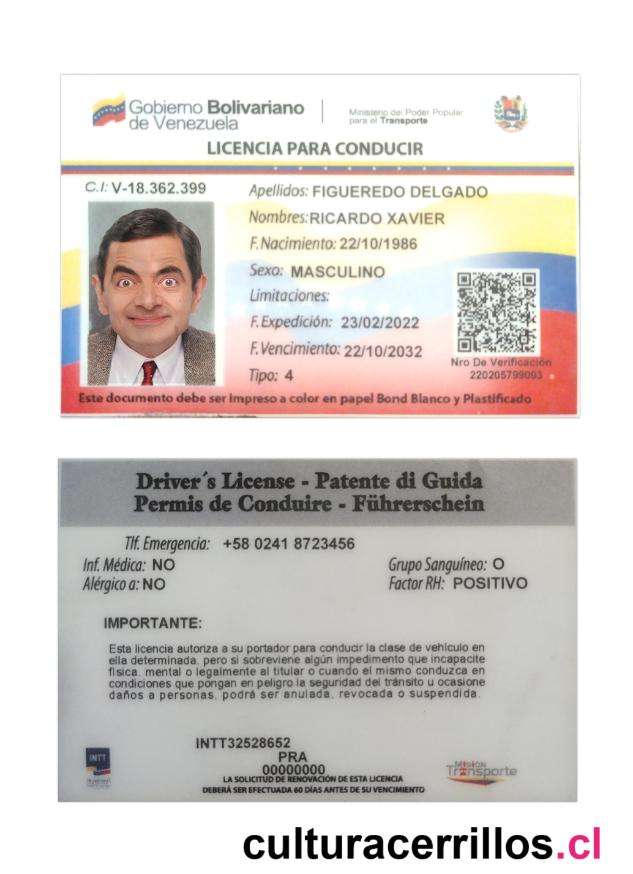 Gobierno Bolivariano
de Venezuela
Ministerio del Poder Popular
para el Transporte
LICENCIA PARA CONDUCIR
C.I: V-18.362.399
Apellidos: FIGUEREDO DELGADO
Nombres: RICARDO XAVIER
F. Nacimiento: 22/10/1986
Sexo: MASCULINO
Limitaciones:
F. Expedición: 23/02/2022
F. Vencimiento: 22/10/2032
Tipo: 4
Nro De Verificación
220205799093
Este documento debe ser Impreso a color en papel Bond Blanco y Plastificado
Driver´s License - Patente di Guida
Permis de Conduire - Führerschein
Tlf. Emergencia: +58 0241 8723456
Inf. Médica: NO
Alérgico a: NO
Grupo Sanguíneo: O
Factor RH: POSITIVO
IMPORTANTE:
Esta licencia autoriza a su portador para conducir la clase de vehículo en
ella determinada, pero si sobreviene algún impedimento que incapacite
física, mental o legalmente al titular o cuando el mismo conduzca en
condiciones que pongan en peligro la seguridad del tránsito u ocasione
daños a personas, podrá ser anulada, revocada o suspendida.
INTT32528652
PRA
00000000
LA SOLICITUD DE RENOVACIÓN DE ESTA LICENCIA
DEBERÁ SER EFECTUADA 60 DÍAS ANTES DE SU VENCIMIENTO
INTT
MISIÓN
Transporte
culturacerrillos.cl